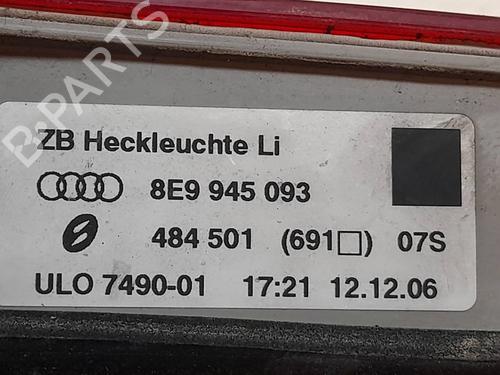 B-PARTS
ZB Heckleuchte Li
8E9 945 093
484 501 (691□) 07S
ULO 7490-01 17:21 12.12.06